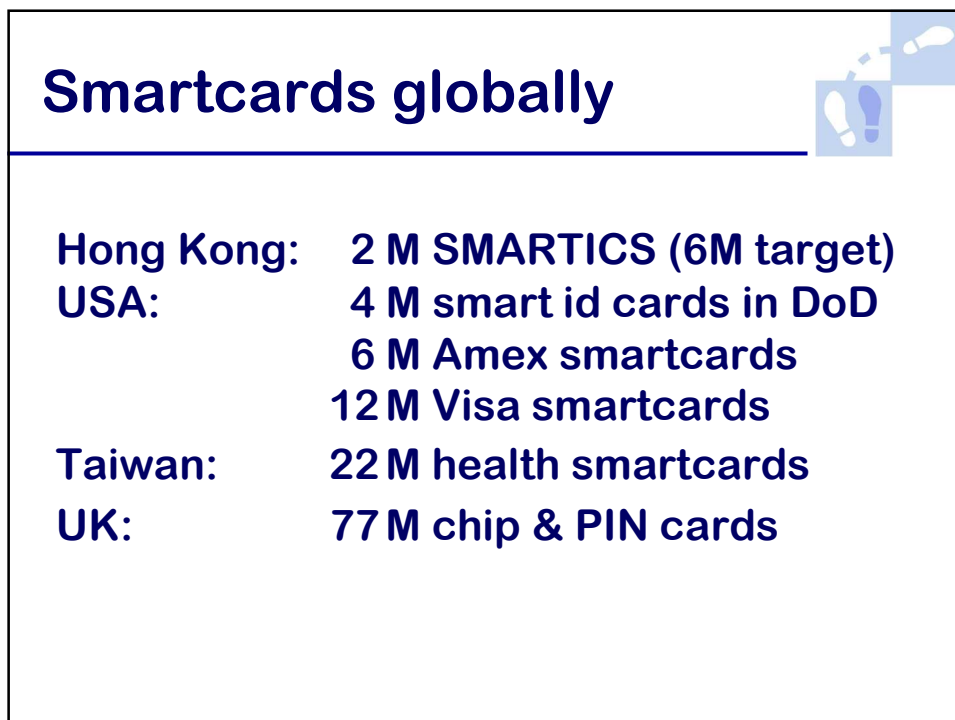 Smartcards globally
Hong Kong: 2 M SMARTICS (6M target)
USA: 4 M smart id cards in DoD
6 M Amex smartcards
12 M Visa smartcards
Taiwan: 22 M health smartcards
UK: 77 M chip & PIN cards